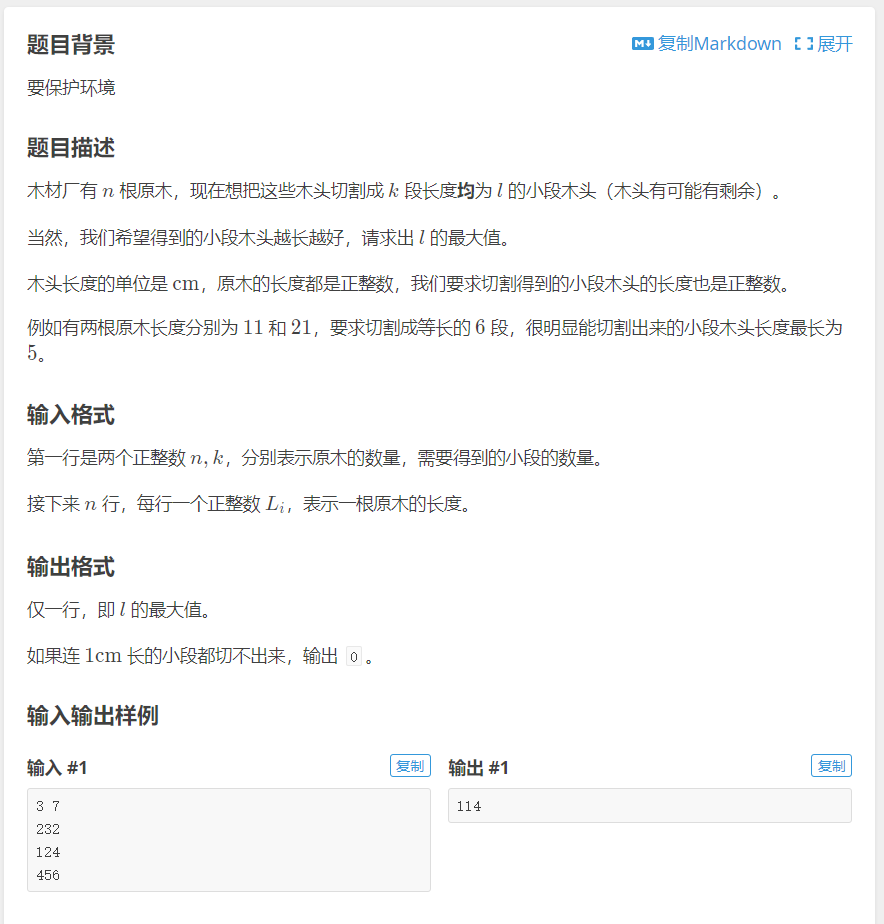 题目背景
复制Markdown 展开
要保护环境
题目描述
木材厂有 n 根原木，现在想把这些木头切割成 k 段长度均为 l 的小段木头（木头有可能有剩余）。
当然，我们希望得到的小段木头越长越好，请求出 l 的最大值。
木头长度的单位是 cm，原木的长度都是正整数，我们要求切割得到的小段木头的长度也是正整数。
例如有两根原木长度分别为 11 和 21，要求切割成等长的 6 段，很明显能切割出来的小段木头长度最长为
5。
输入格式
第一行是两个正整数 n, k，分别表示原木的数量，需要得到的小段的数量。
接下来 n 行，每行一个正整数 Lᵢ，表示一根原木的长度。
输出格式
仅一行，即 l 的最大值。
如果连 1cm 长的小段都切不出来，输出 0 。
输入输出样例
输入 #1
复制
3 7
232
124
456
输出 #1
复制
114